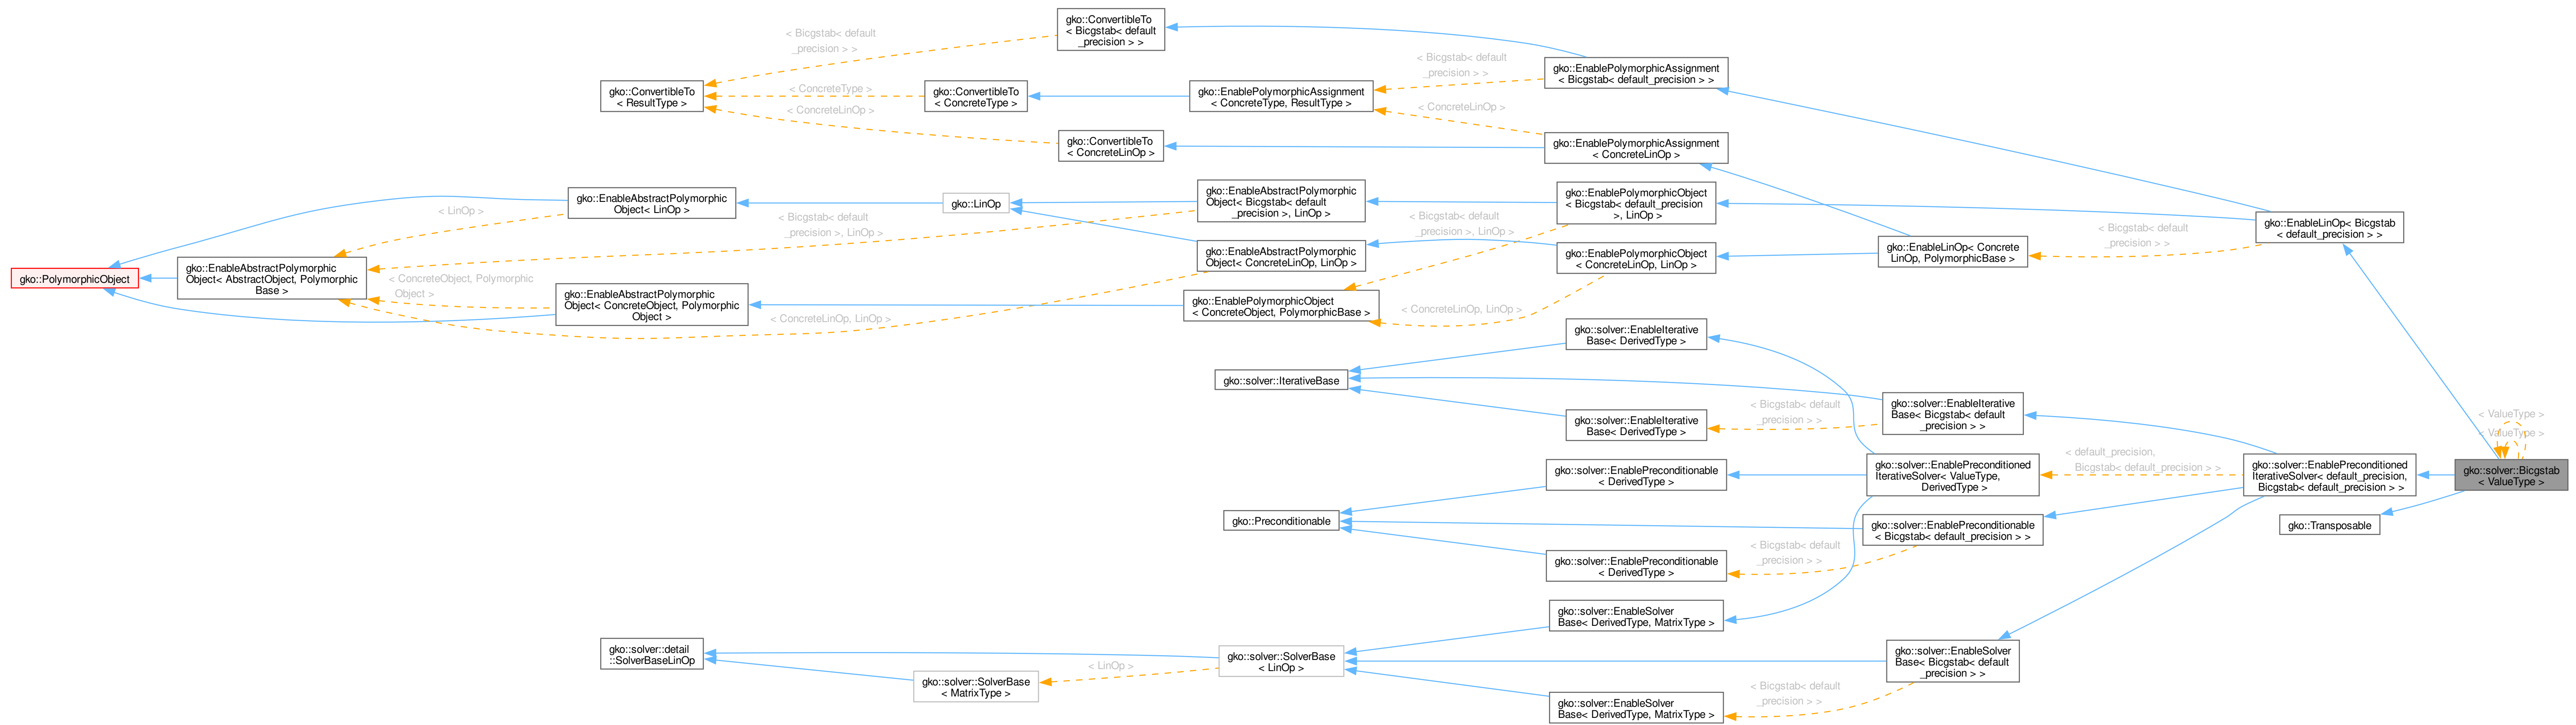 gko::ConvertibleTo
< Bicgstab< default
_precision > >
< Bicgstab< default
_precision > >
gko::ConvertibleTo
< ResultType >
< ConcreteType >
< ConcreteLinOp >
gko::ConvertibleTo
< ConcreteType >
gko::EnablePolymorphicAssignment
< ConcreteType, ResultType >
< Bicgstab< default
_precision > >
< ConcreteLinOp >
gko::EnablePolymorphicAssignment
< Bicgstab< default_precision > >
gko::ConvertibleTo
< ConcreteLinOp >
gko::EnablePolymorphicAssignment
< ConcreteLinOp >
gko::PolymorphicObject
gko::EnableAbstractPolymorphic
Object< AbstractObject, Polymorphic
Base >
< LinOp >
< ConcreteObject, Polymorphic
Object >
gko::EnableAbstractPolymorphic
Object< LinOp >
gko::EnableAbstractPolymorphic
Object< ConcreteObject, Polymorphic
Object >
< Bicgstab< default
_precision >, LinOp >
< ConcreteLinOp, LinOp >
gko::LinOp
gko::EnableAbstractPolymorphic
Object< Bicgstab< default
_precision >, LinOp >
gko::EnableAbstractPolymorphic
Object< ConcreteLinOp, LinOp >
gko::EnablePolymorphicObject
< ConcreteObject, PolymorphicBase >
< Bicgstab< default
_precision >, LinOp >
< ConcreteLinOp, LinOp >
gko::EnablePolymorphicObject
< Bicgstab< default_precision
>, LinOp >
gko::EnablePolymorphicObject
< ConcreteLinOp, LinOp >
gko::EnableLinOp< Concrete
LinOp, PolymorphicBase >
< Bicgstab< default
_precision > >
gko::EnableLinOp< Bicgstab
< default_precision > >
gko::solver::EnableIterative
Base< DerivedType >
gko::solver::IterativeBase
gko::solver::EnableIterative
Base< DerivedType >
< Bicgstab< default
_precision > >
gko::solver::EnableIterative
Base< Bicgstab< default
_precision > >
gko::solver::EnablePreconditionable
< DerivedType >
gko::Preconditionable
gko::solver::EnablePreconditionable
< DerivedType >
< Bicgstab< default
_precision > >
gko::solver::EnablePreconditioned
IterativeSolver< ValueType,
DerivedType >
gko::solver::EnablePreconditionable
< Bicgstab< default_precision > >
< default_precision,
Bicgstab< default_precision > >
gko::solver::EnablePreconditioned
IterativeSolver< default_precision,
Bicgstab< default_precision > >
gko::Transposable
< ValueType >
< ValueType >
gko::solver::Bicgstab
< ValueType >
gko::solver::EnableSolver
Base< DerivedType, MatrixType >
gko::solver::detail
::SolverBaseLinOp
gko::solver::SolverBase
< MatrixType >
< LinOp >
gko::solver::SolverBase
< LinOp >
gko::solver::EnableSolver
Base< DerivedType, MatrixType >
< Bicgstab< default
_precision > >
gko::solver::EnableSolver
Base< Bicgstab< default
_precision > >